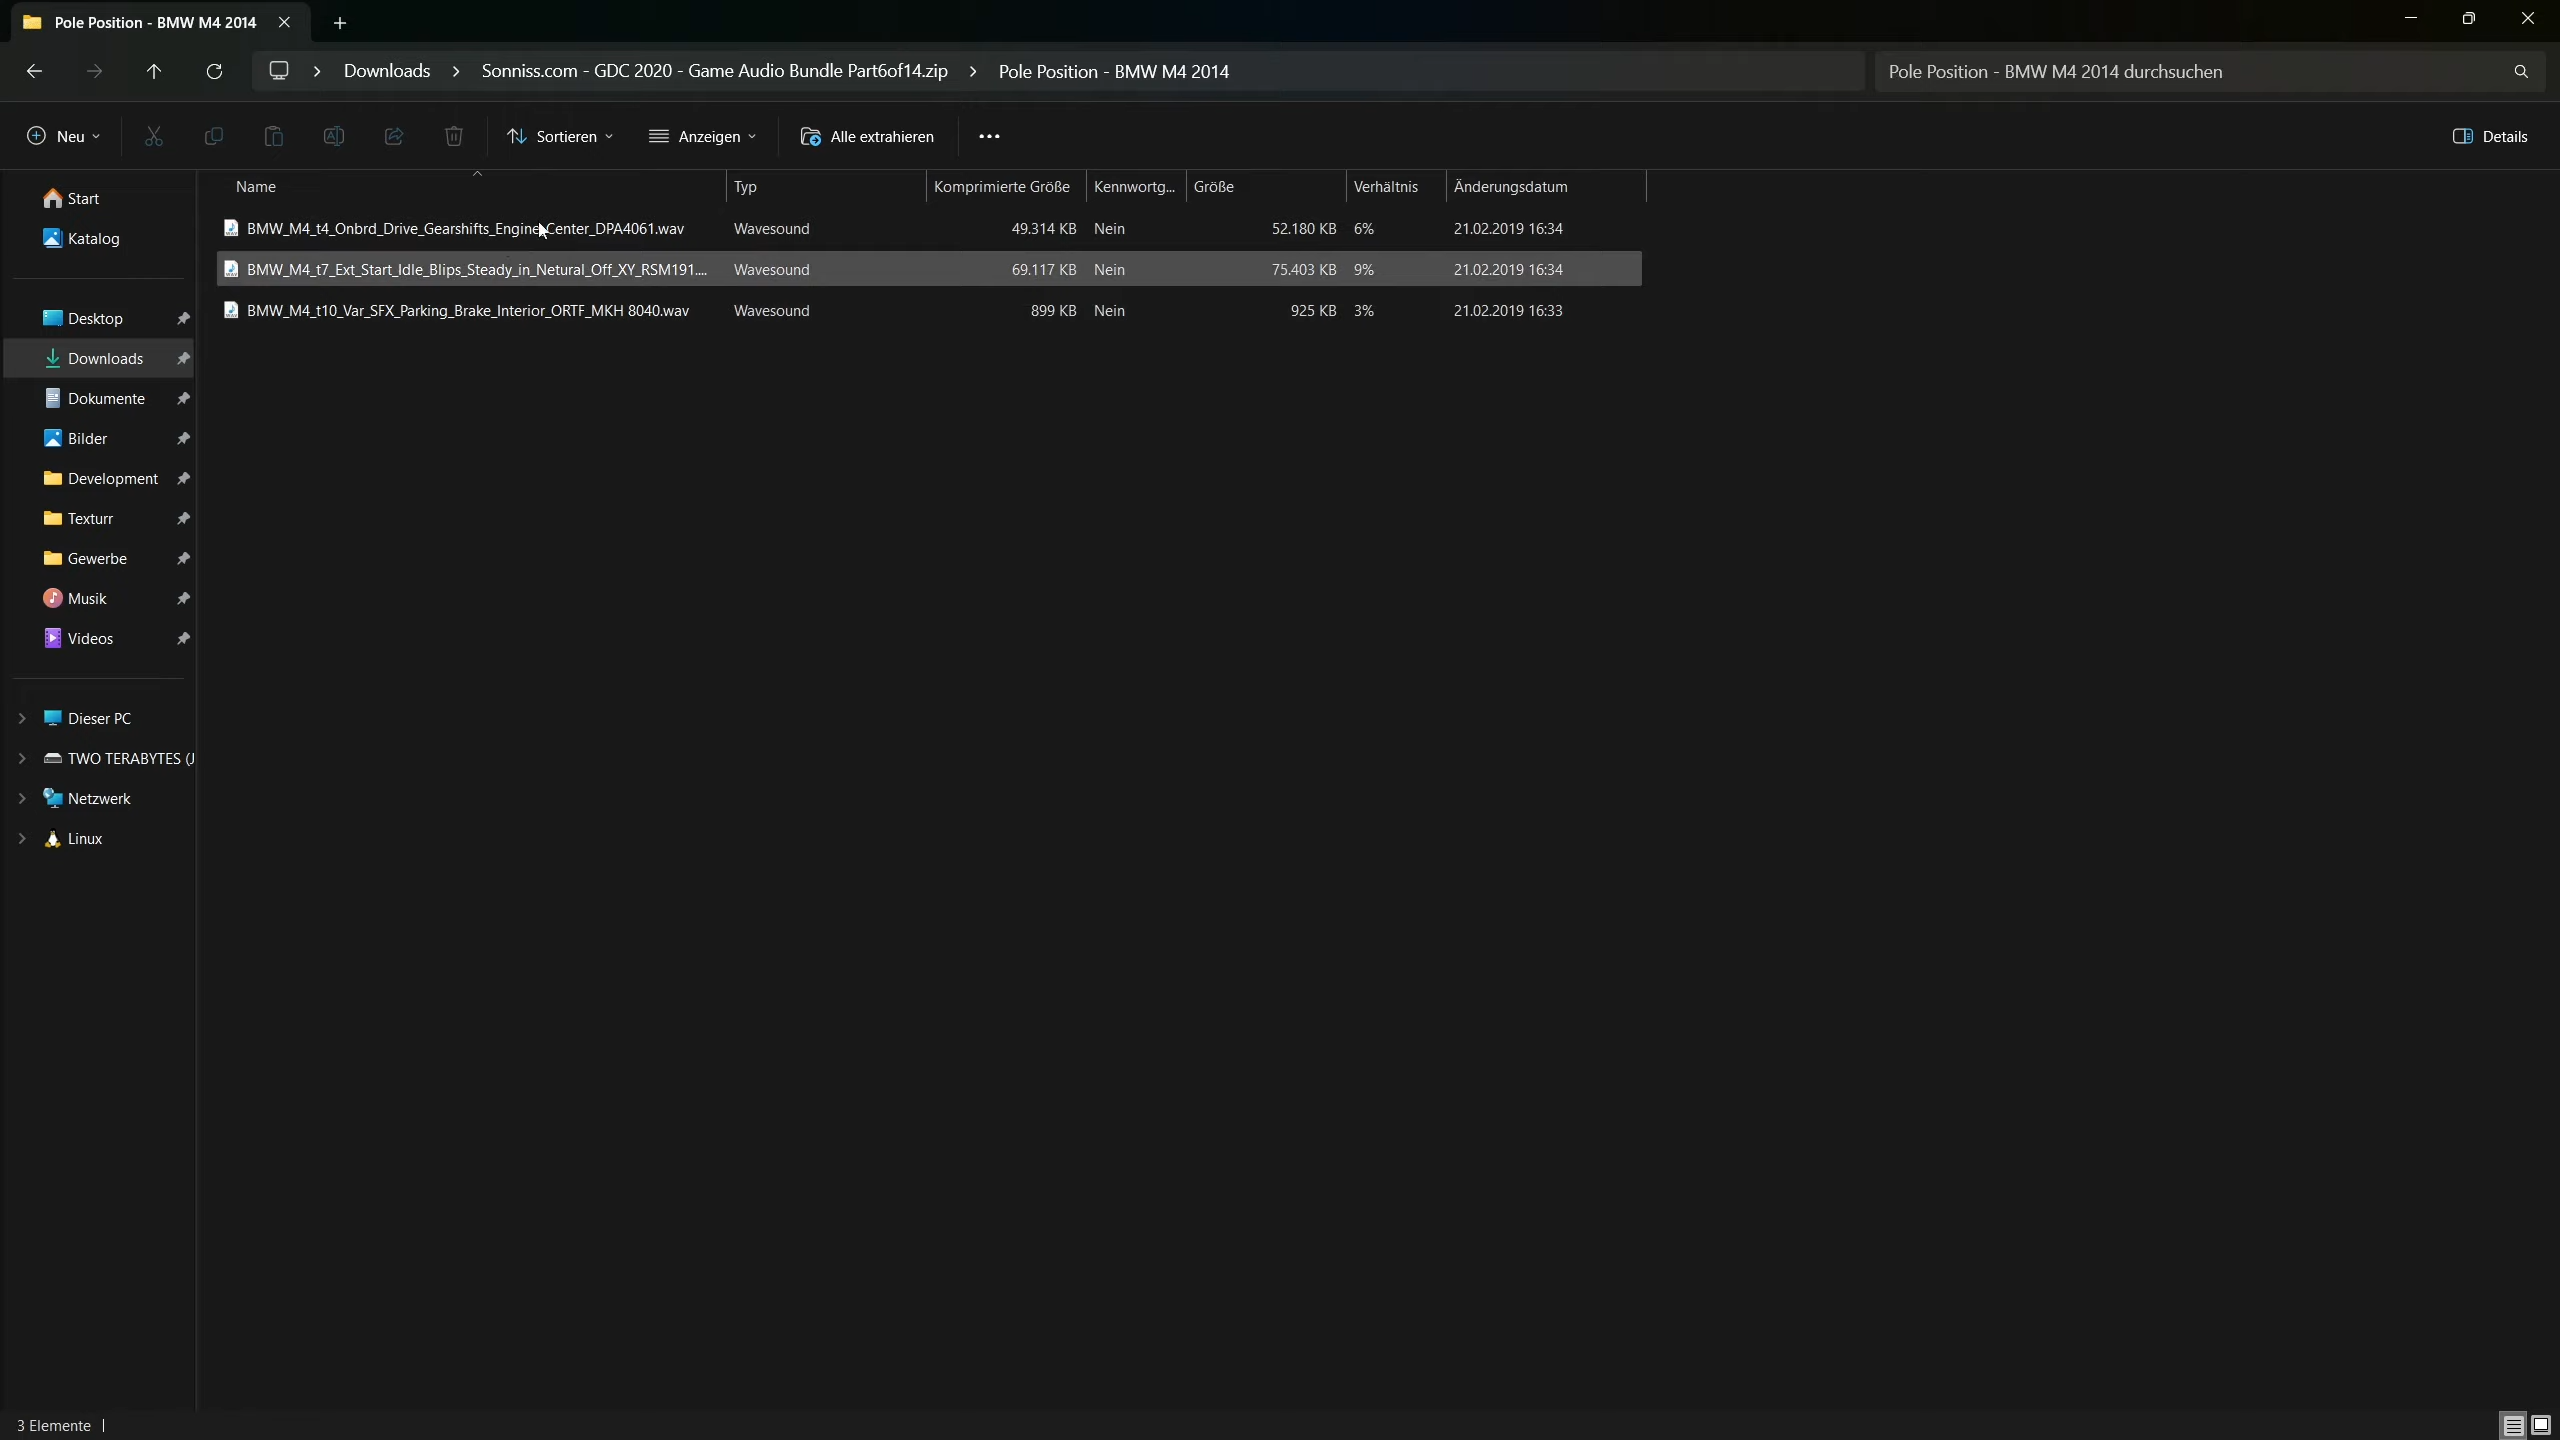 Pole Position - BMW M4 2014
Downloads Sonniss.com - GDC 2020 - Game Audio Bundle Part6of14.zip Pole Position - BMW M4 2014
Pole Position - BMW M4 2014 durchsuchen
Neu Sortieren Anzeigen Alle extrahieren Details
Name Typ Komprimierte Größe Kennwortg... Größe Verhältnis Änderungsdatum
BMW_M4_t4_Onbrd_Drive_Gearshifts_Engine_Center_DPA4061.wav Wavesound 49.314 KB Nein 52.180 KB 6% 21.02.2019 16:34
BMW_M4_t7_Ext_Start_Idle_Blips_Steady_in_Netural_Off_XY_RSM191.... Wavesound 69.117 KB Nein 75.403 KB 9% 21.02.2019 16:34
BMW_M4_t10_Var_SFX_Parking_Brake_Interior_ORTF_MKH 8040.wav Wavesound 899 KB Nein 925 KB 3% 21.02.2019 16:33
Start
Katalog
Desktop
Downloads
Dokumente
Bilder
Development
Texturr
Gewerbe
Musik
Videos
Dieser PC
TWO TERABYTES (J
Netzwerk
Linux
3 Elemente